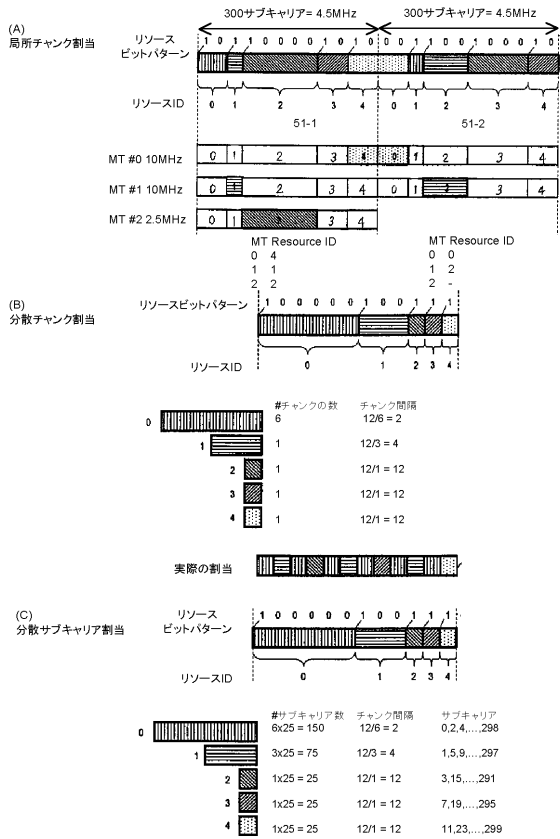 (A)
局所チャンク割当
300サブキャリア= 4.5MHz
300サブキャリア= 4.5MHz
リソース
ビットパターン
1 0 1 1 0 0 0 0 1 0 1 0 0 0 1 1 0 0 1 0 0 0 1 0
リソースID
0 1 2 3 4 0 1 2 3 4
51-1
51-2
MT #0 10MHz
0 1 2 3 4 0 1 2 3 4
MT #1 10MHz
0 1 2 3 4 0 1 2 3 4
MT #2 2.5MHz
0 1 2 3 4
MT Resource ID
0 4
1 1
2 2
MT Resource ID
0 0
1 2
2 -
(B)
分散チャンク割当
リソースビットパターン
1 0 0 0 0 0 1 0 0 1 1 1
リソースID
0 1 2 3 4
#チャンクの数
チャンク間隔
0
6
12/6 = 2
1
1
12/3 = 4
2
1
12/1 = 12
3
1
12/1 = 12
4
1
12/1 = 12
実際の割当
(C)
分散サブキャリア割当
リソース
ビットパターン
1 0 0 0 0 0 1 0 0 1 1 1
リソースID
0 1 2 3 4
#サブキャリア数
チャンク間隔
サブキャリア
0
6x25 = 150
12/6 = 2
0,2,4,...,298
1
3x25 = 75
12/3 = 4
1,5,9,...,297
2
1x25 = 25
12/1 = 12
3,15,...,291
3
1x25 = 25
12/1 = 12
7,19,...,295
4
1x25 = 25
12/1 = 12
11,23,...,299